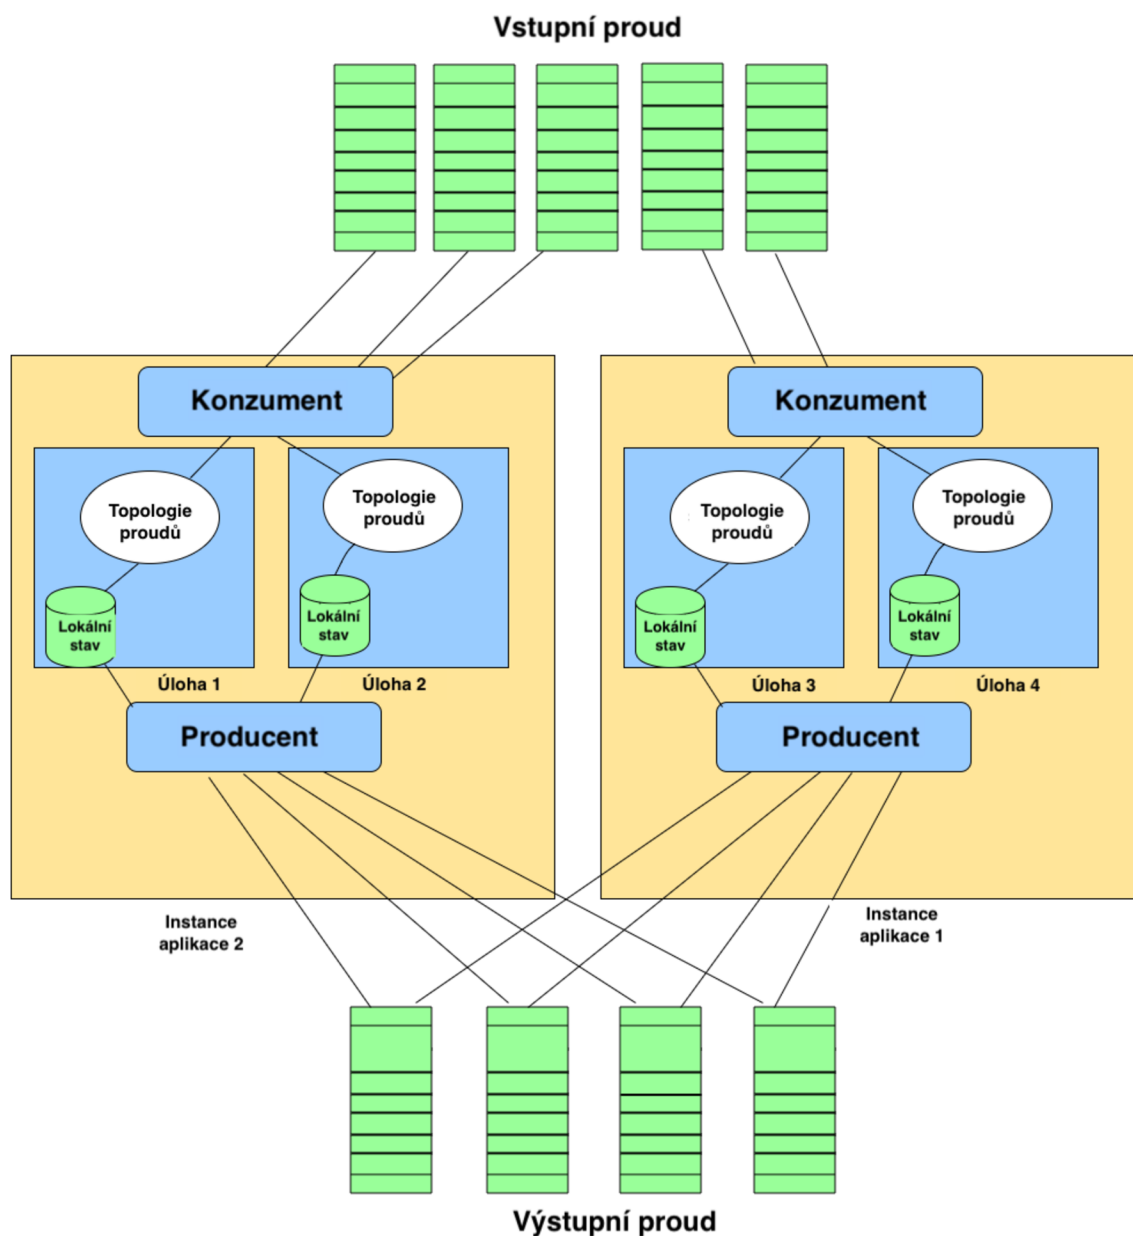 Vstupní proud
Konzument
Konzument
Topologie
proudů
Topologie
proudů
Topologie
proudů
Topologie
proudů
Lokální
stav
Lokální
stav
Lokální
stav
Lokální
stav
Úloha 1
Úloha 2
Úloha 3
Úloha 4
Producent
Producent
Instance
aplikace 2
Instance
aplikace 1
Výstupní proud